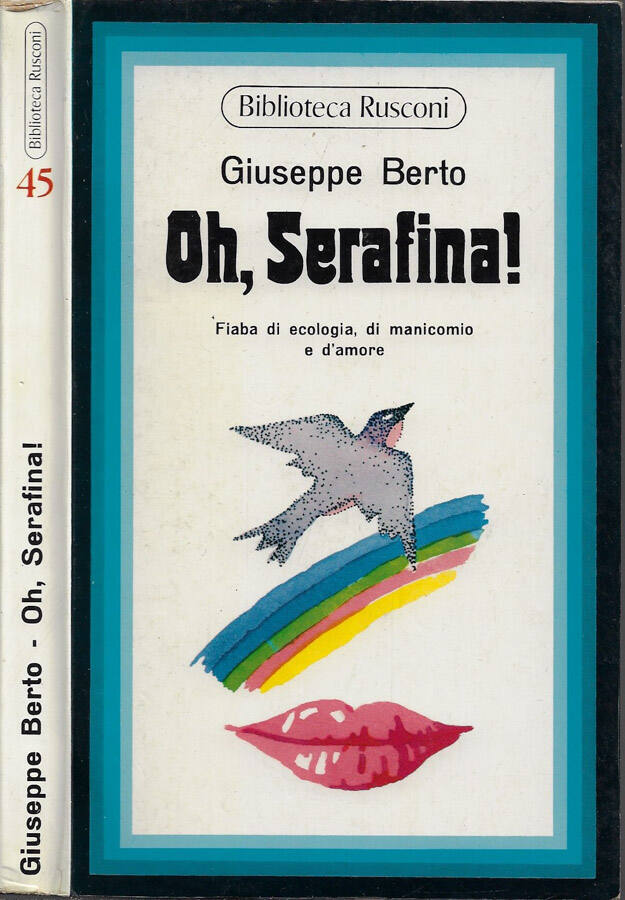 Biblioteca Rusconi
45
Giuseppe Berto - Oh, Serafina!
Biblioteca Rusconi
Giuseppe Berto
Oh, Serafina!
Fiaba di ecologia, di manicomio
e d'amore